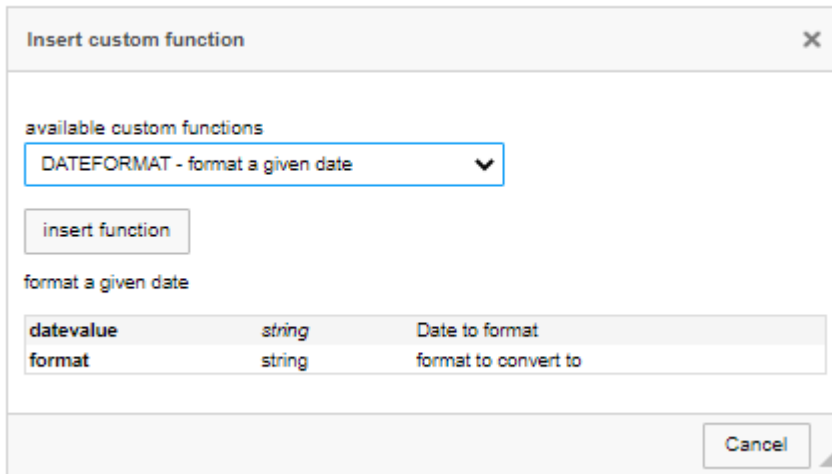 Insert custom function
available custom functions
DATEFORMAT - format a given date
insert function
format a given date
datevalue string Date to format
format string format to convert to
Cancel